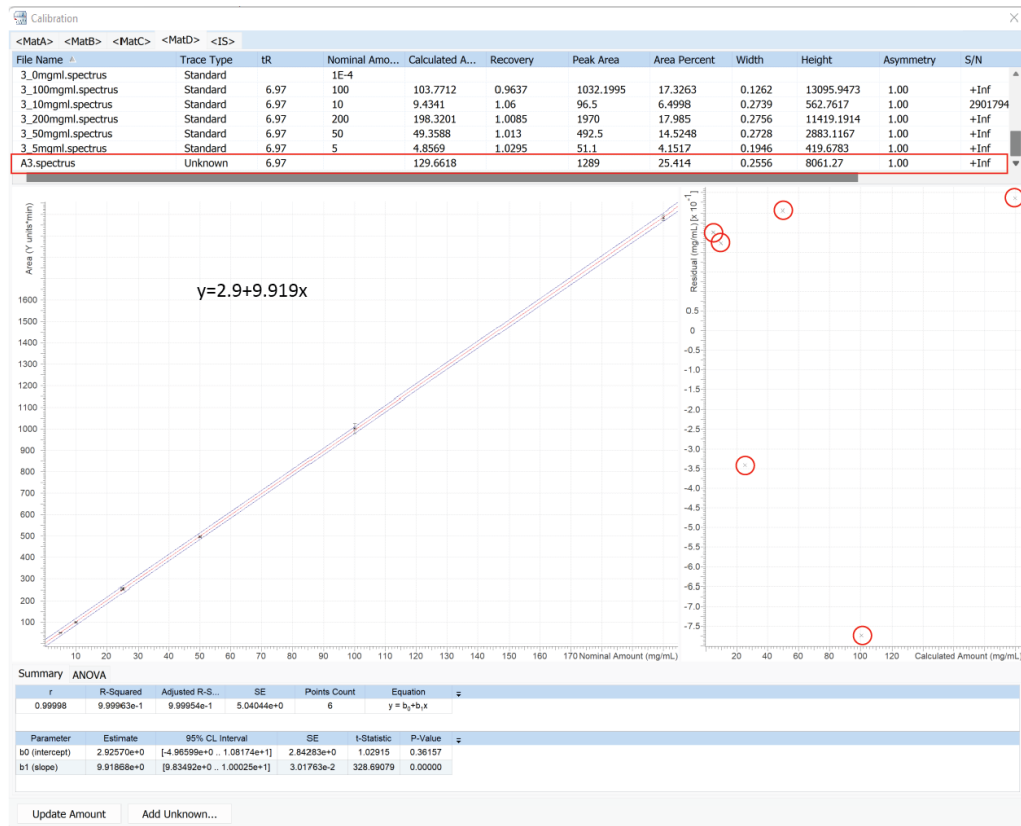 Calibration
<MatA> <MatB> <MatC> <MatD> <IS>
File Name Trace Type tR Nominal Amo... Calculated A... Recovery Peak Area Area Percent Width Height Asymmetry S/N
3_0mgml.spectrus Standard 1E-4
3_100mgml.spectrus Standard 6.97 100 103.7712 0.9637 1032.1995 17.3263 0.1262 13095.9473 1.00 +Inf
3_10mgml.spectrus Standard 6.97 10 9.4341 1.06 96.5 6.4998 0.2739 562.7617 1.00 2901794
3_200mgml.spectrus Standard 6.97 200 198.3201 1.0085 1970 17.985 0.2756 11419.1914 1.00 +Inf
3_50mgml.spectrus Standard 6.97 50 49.3588 1.013 492.5 14.5248 0.2728 2883.1167 1.00 +Inf
3_5mgml.spectrus Standard 6.97 5 4.8569 1.0295 51.1 4.1517 0.1946 419.6783 1.00 +Inf
A3.spectrus Unknown 6.97 129.6618 1289 25.414 0.2556 8061.27 1.00 +Inf
Area (Y units*min)
y=2.9+9.919x
1600
1500
1400
1300
1200
1100
1000
900
800
700
600
500
400
300
200
100
10 20 30 40 50 60 70 80 90 100 110 120 130 140 150 160 170 Nominal Amount (mg/mL)
Residual (mg/mL) [x 10^-1]
0.5
0
-0.5
-1.0
-1.5
-2.0
-2.5
-3.0
-3.5
-4.0
-4.5
-5.0
-5.5
-6.0
-6.5
-7.0
-7.5
20 40 60 80 100 120 Calculated Amount (mg/mL)
Summary ANOVA
r R-Squared Adjusted R-S... SE Points Count Equation
0.99998 9.99963e-1 9.99954e-1 5.04044e+0 6 y = b₀+b₁x
Parameter Estimate 95% CL Interval SE t-Statistic P-Value
b0 (intercept) 2.92570e+0 [-4.96599e+0 .. 1.08174e+1] 2.84283e+0 1.02915 0.36157
b1 (slope) 9.91868e+0 [9.83492e+0 .. 1.00025e+1] 3.01763e-2 328.69079 0.00000
Update Amount Add Unknown...